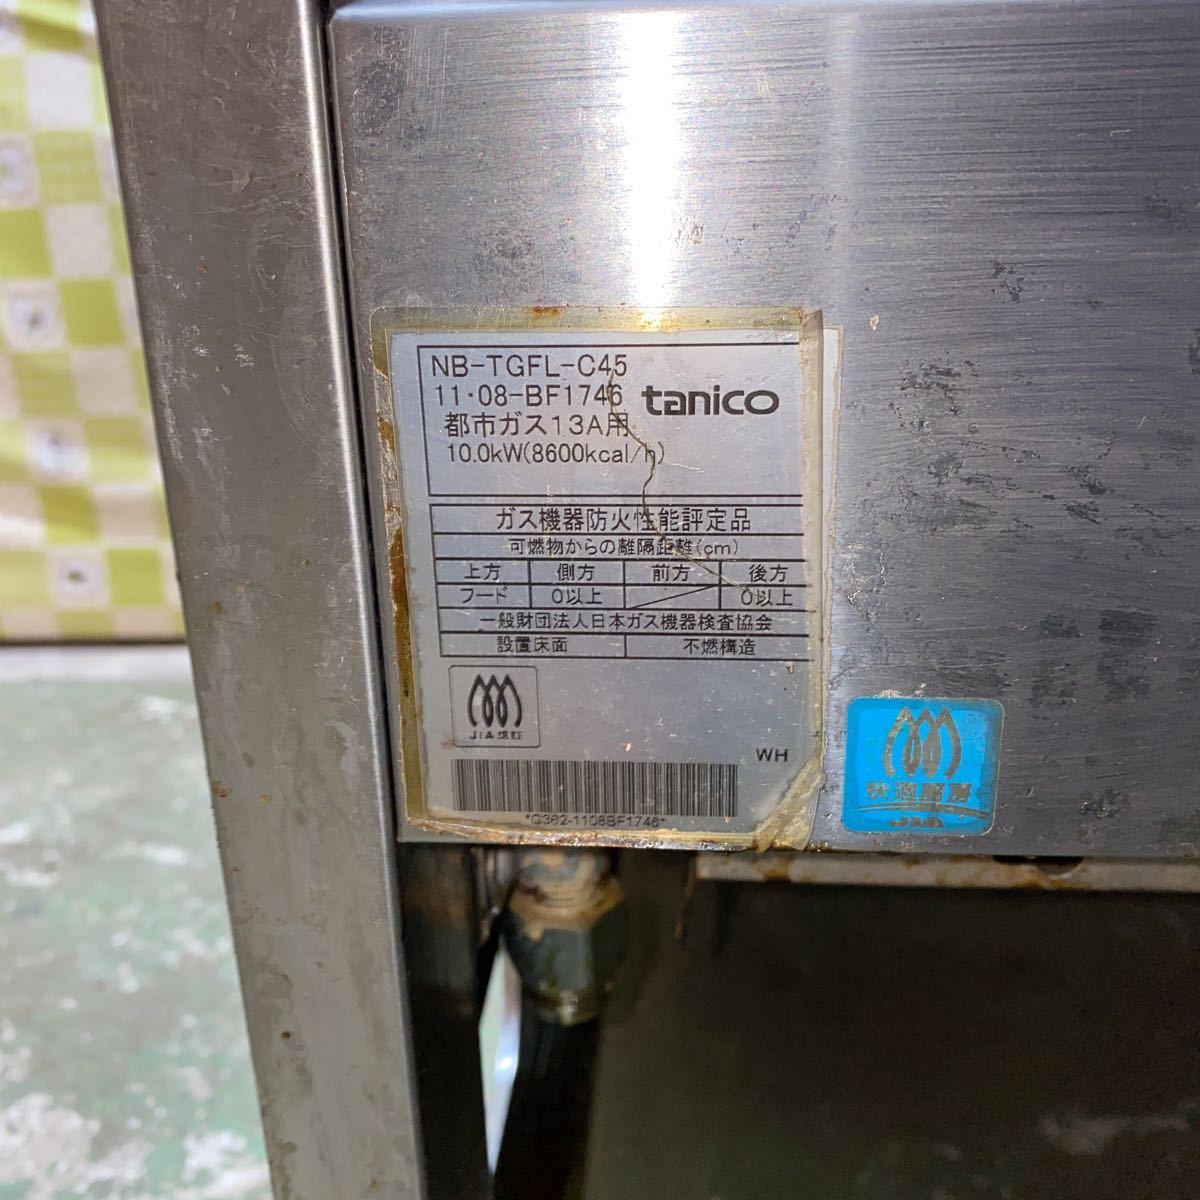 NB-TGFL-C45
11・08-BF1746
tanico
都市ガス13A用
10.0kW(8600kcal/h)
ガス機器防火性能評定品
可燃物からの離隔距離(cm)
上方 側方 前方 後方
フード 0以上 0以上
一般財団法人日本ガス機器検査協会
設置床面 不燃構造
JIA認証
WH
*G362-1108BF1746*
快適厨房
JIA